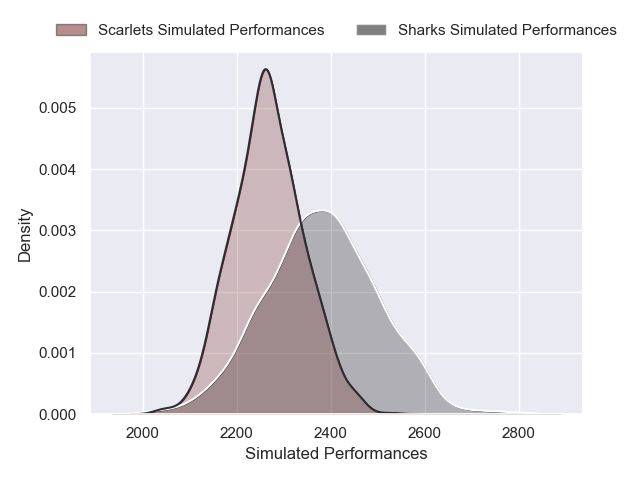 Scarlets Simulated Performances Sharks Simulated Performances
0.005
0.004
0.003
0.002
0.001
0.000
Density
2000 2200 2400 2600 2800
Simulated Performances